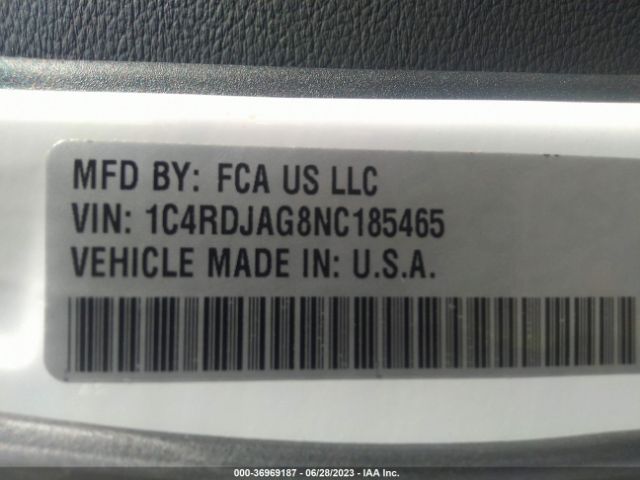 MFD BY: FCA US LLC
VIN: 1C4RDJAG8NC185465
VEHICLE MADE IN: U.S.A.
000-36969187 - 06/28/2023 - IAA Inc.